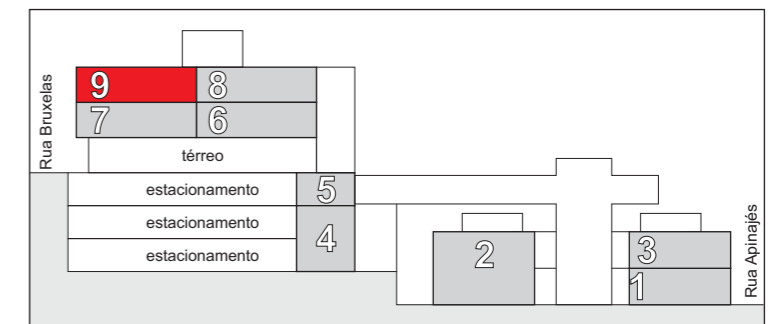 Rua Bruxelas
9
8
7
6
térreo
estacionamento
5
estacionamento
4
estacionamento
2
3
1
Rua Apinajés